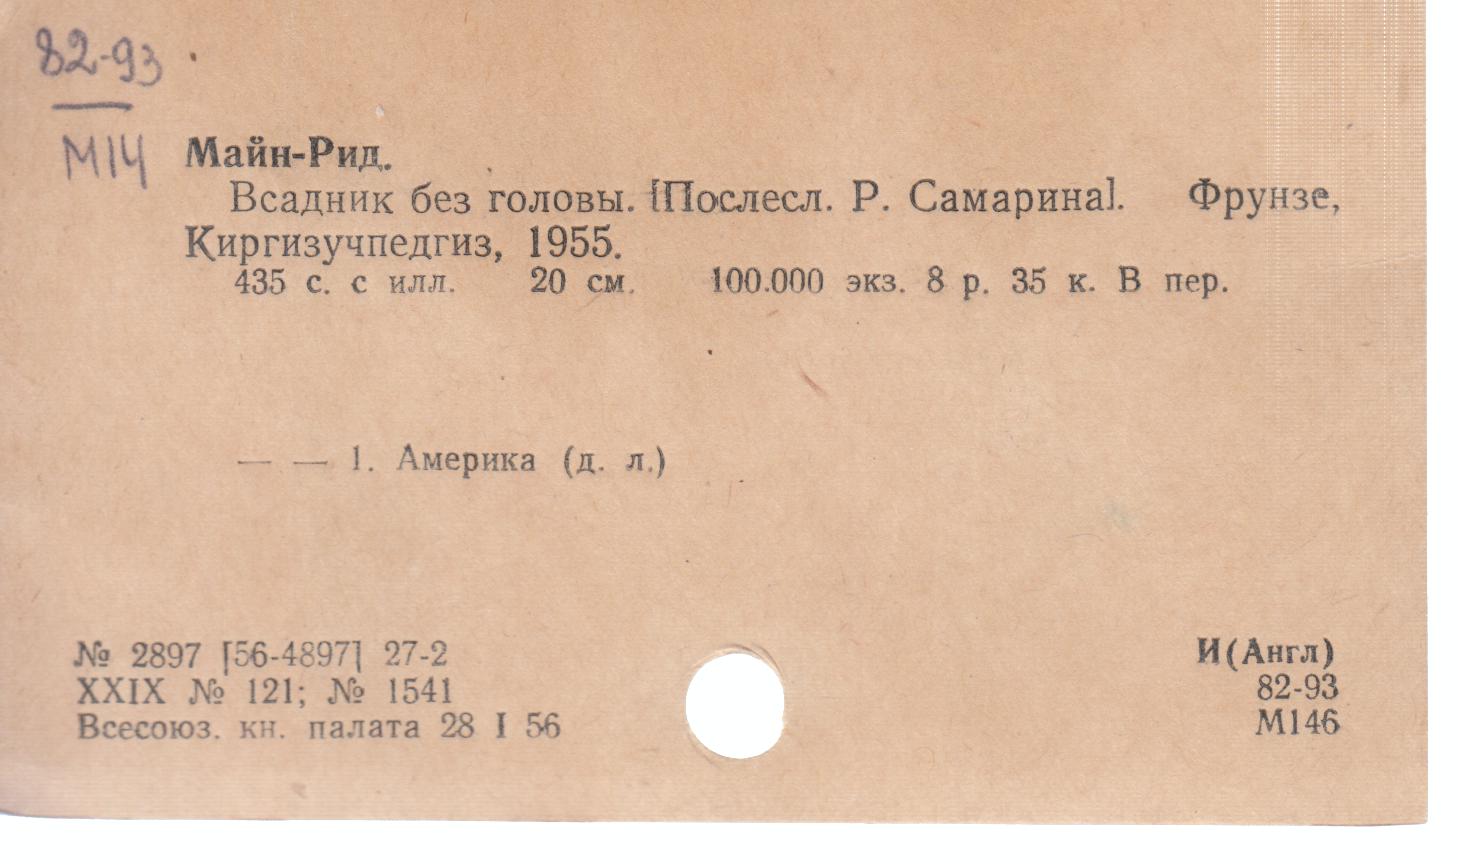 82-93
М14
Майн-Рид.
Всадник без головы. [Послесл. Р. Самарина]. Фрунзе,
Киргизучпедгиз, 1955.
435 с. с илл. 20 см. 100.000 экз. 8 р. 35 к. В пер.
— — 1. Америка (д. л.)
№ 2897 [56-4897] 27-2
XXIX № 121; № 1541
Всесоюз. кн. палата 28 I 56
И(Англ)
82-93
М146